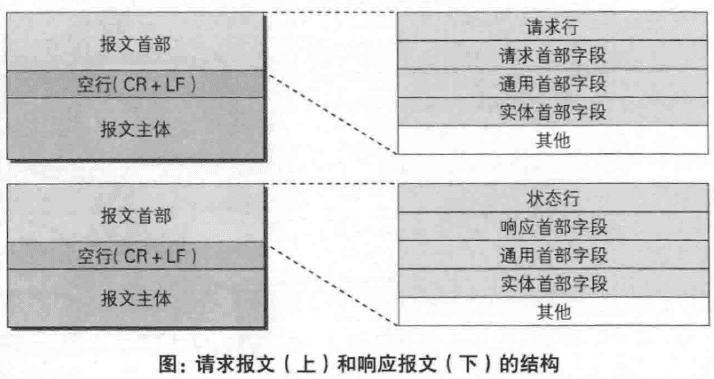 报文首部
空行(CR+LF)
报文主体
请求行
请求首部字段
通用首部字段
实体首部字段
其他
报文首部
空行(CR+LF)
报文主体
状态行
响应首部字段
通用首部字段
实体首部字段
其他
图：请求报文（上）和响应报文（下）的结构